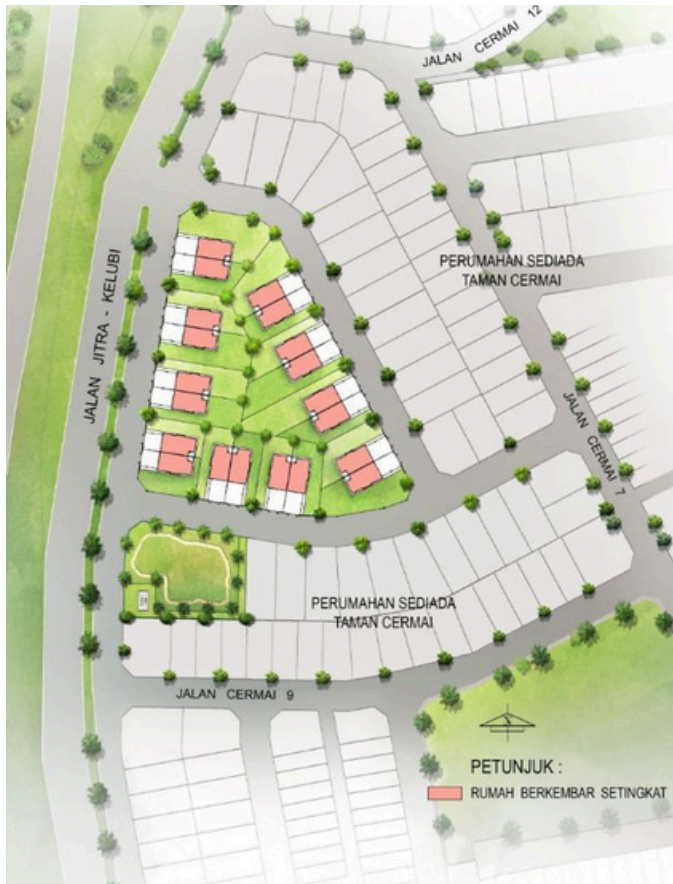 JALAN CERMAI 12
JALAN JITRA - KELUBI
PERUMAHAN SEDIADA
TAMAN CERMAI
JALAN CERMAI 7
PERUMAHAN SEDIADA
TAMAN CERMAI
JALAN CERMAI 9
PETUNJUK :
RUMAH BERKEMBAR SETINGKAT